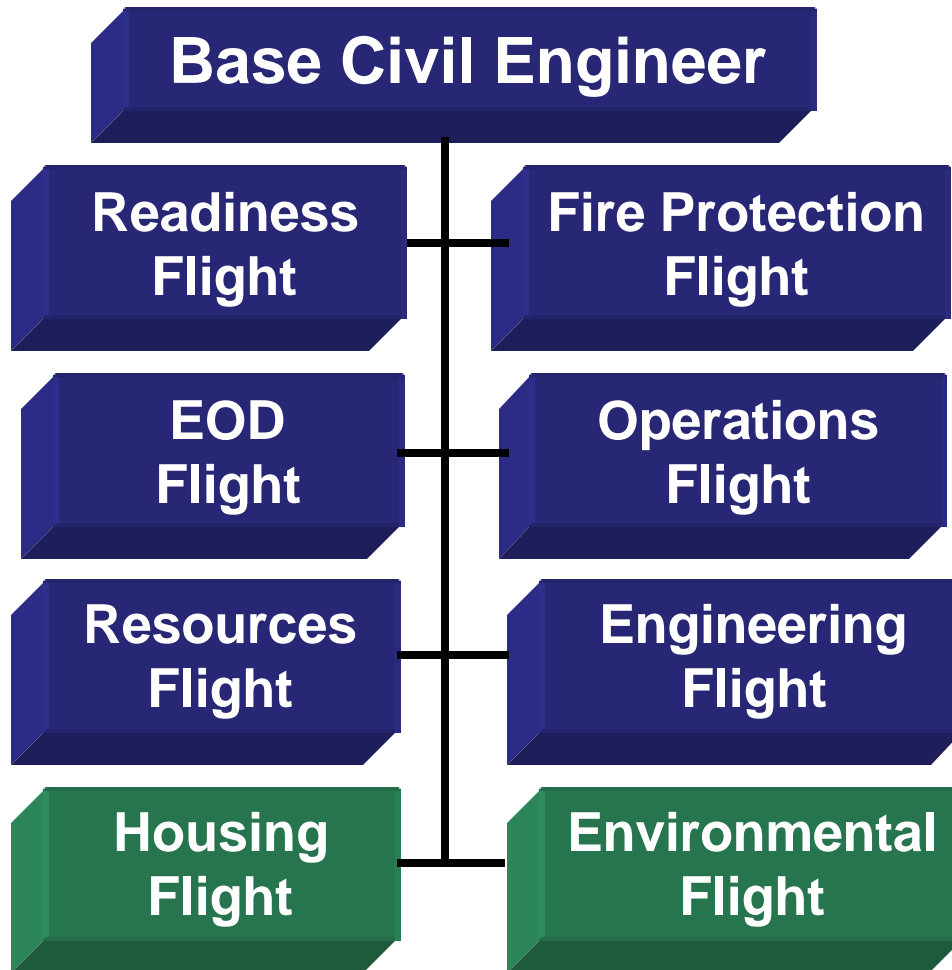 Base Civil Engineer
Readiness
Flight
Fire Protection
Flight
EOD
Flight
Operations
Flight
Resources
Flight
Engineering
Flight
Housing
Flight
Environmental
Flight